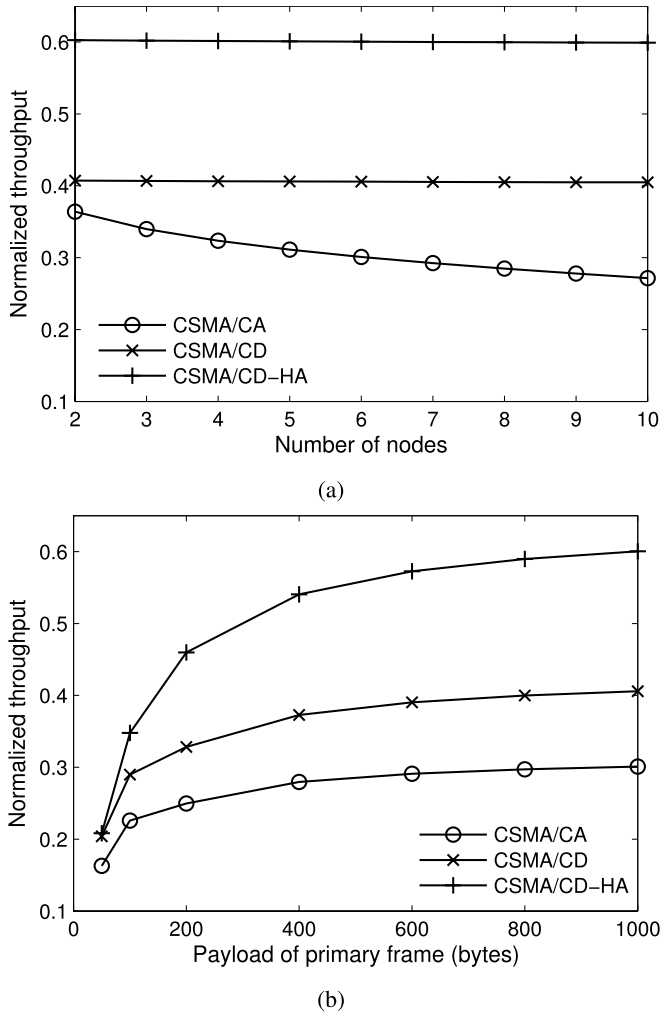 0.6
0.5
0.4
0.3
0.2
0.1
Normalized throughput
CSMA/CA
CSMA/CD
CSMA/CD−HA
2 3 4 5 6 7 8 9 10
Number of nodes
(a)
0.6
0.5
0.4
0.3
0.2
0.1
Normalized throughput
CSMA/CA
CSMA/CD
CSMA/CD−HA
0 200 400 600 800 1000
Payload of primary frame (bytes)
(b)